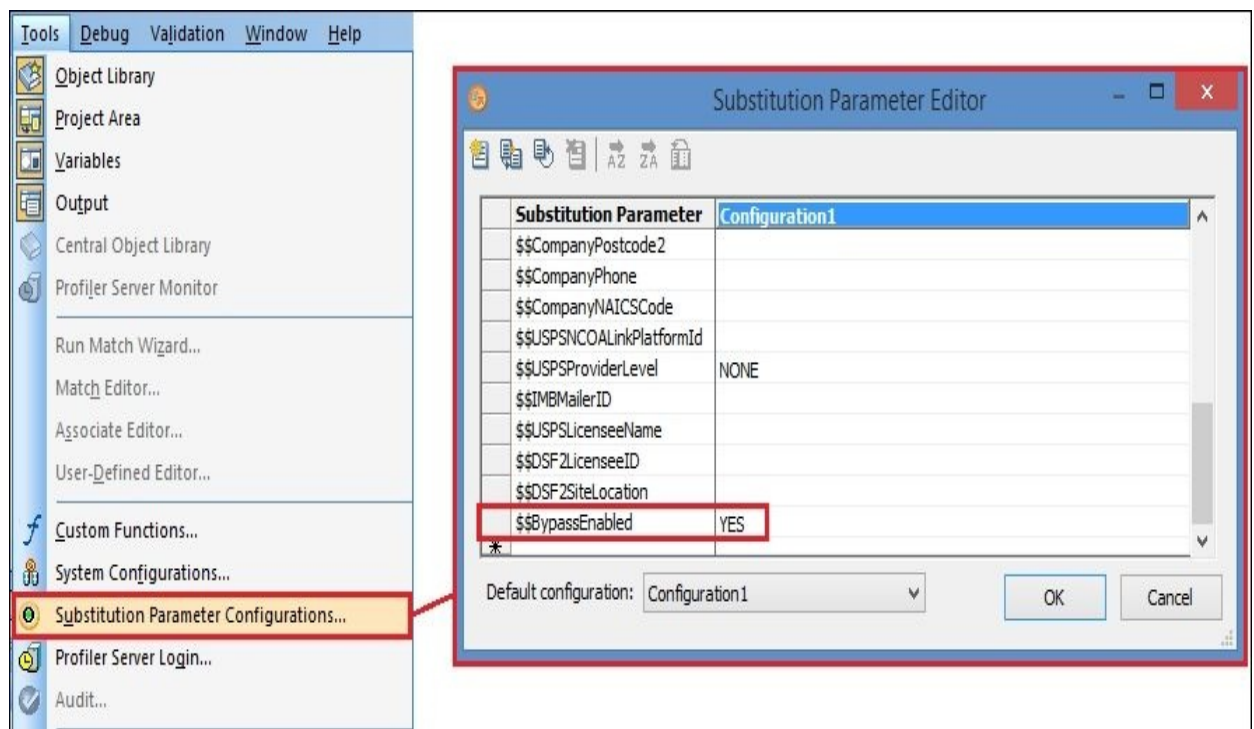 Tools Debug Validation Window Help
Object Library
Project Area
Variables
Output
Central Object Library
Profiler Server Monitor
Run Match Wizard...
Match Editor...
Associate Editor...
User-Defined Editor...
Custom Functions...
System Configurations...
Substitution Parameter Configurations...
Profiler Server Login...
Audit...
Substitution Parameter Editor
AZ ZA
Substitution Parameter Configuration1
$$CompanyPostcode2
$$CompanyPhone
$$CompanyNAICSCode
$$USPSNCOALinkPlatformId
$$USPSProviderLevel NONE
$$IMBMailerID
$$USPSLicenseeName
$$DSF2LicenseeID
$$DSF2SiteLocation
$$BypassEnabled YES
Default configuration: Configuration1 OK Cancel